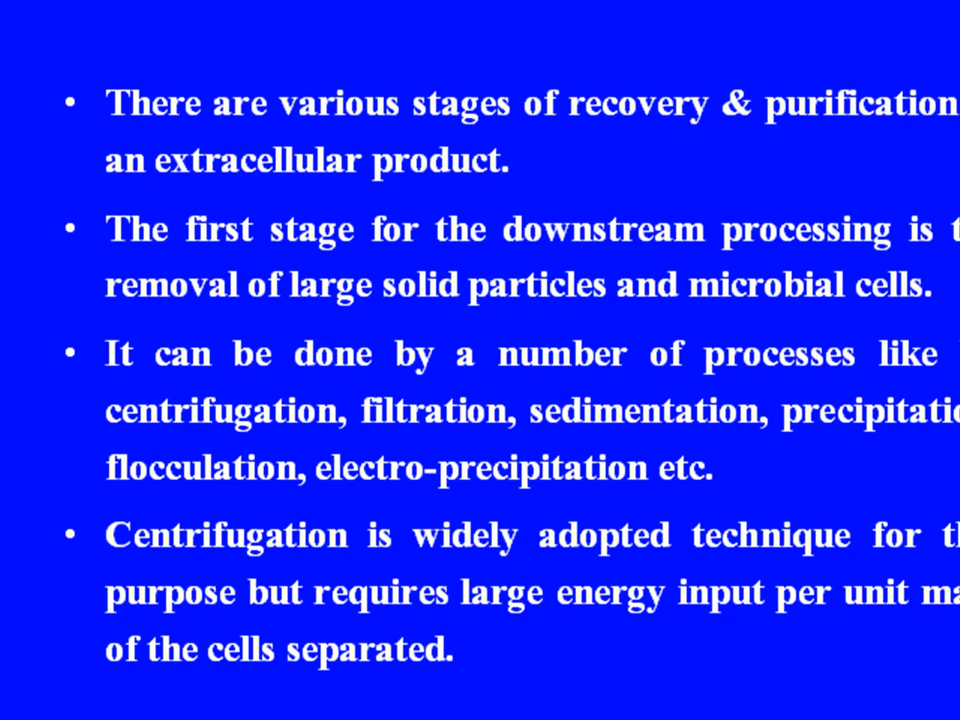 • There are various stages of recovery & purification
an extracellular product.
• The first stage for the downstream processing is
removal of large solid particles and microbial cells.
• It can be done by a number of processes like
centrifugation, filtration, sedimentation,
flocculation, electro-precipitation etc.
• Centrifugation is widely adopted technique for
purpose but requires large energy input per unit
of the cells separated.